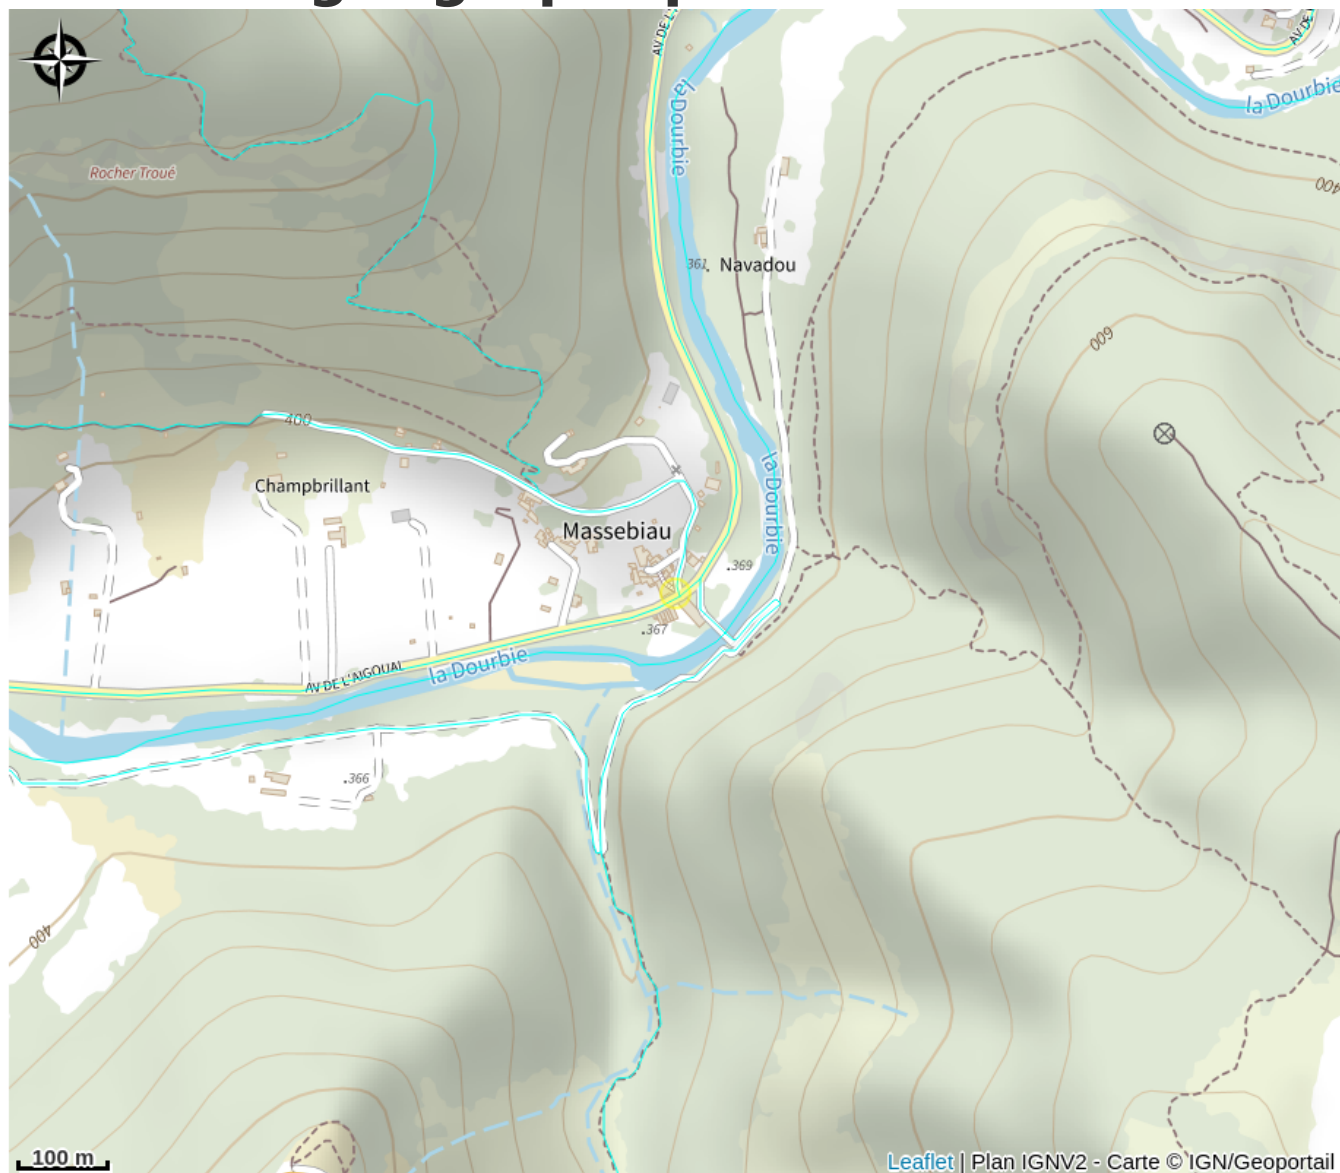 AV DE L'
AV DE
la Dourbie
la Dourbie
Rocher Troué
400
361
Navadou
600
400
Champbrillant
la Dourbie
Massebiau
.369
.367
AV DE L'AIGOUAL
la Dourbie
.366
400
100 m
Leaflet | Plan IGNV2 - Carte © IGN/Geoportail